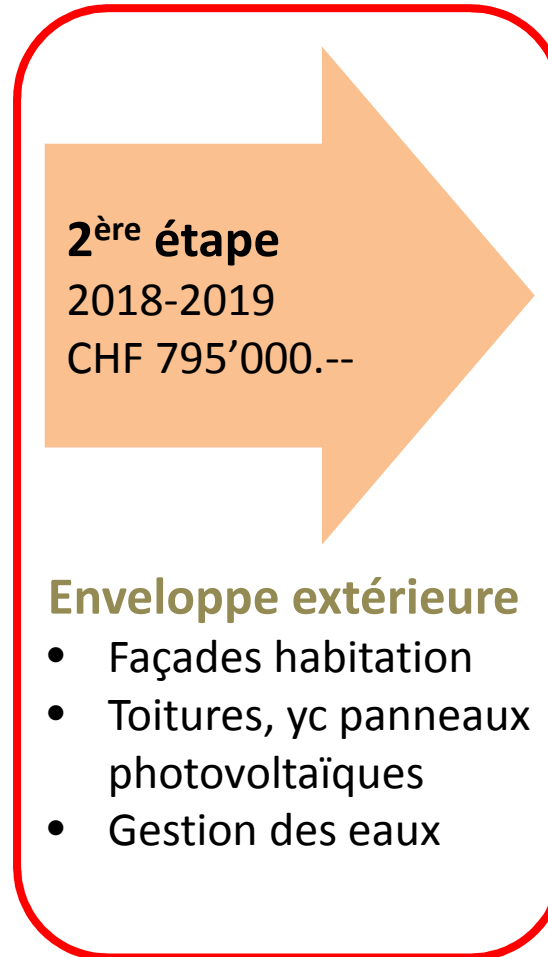 2ère étape
2018-2019
CHF 795’000.--
Enveloppe extérieure
• Façades habitation
• Toitures, yc panneaux
photovoltaïques
• Gestion des eaux